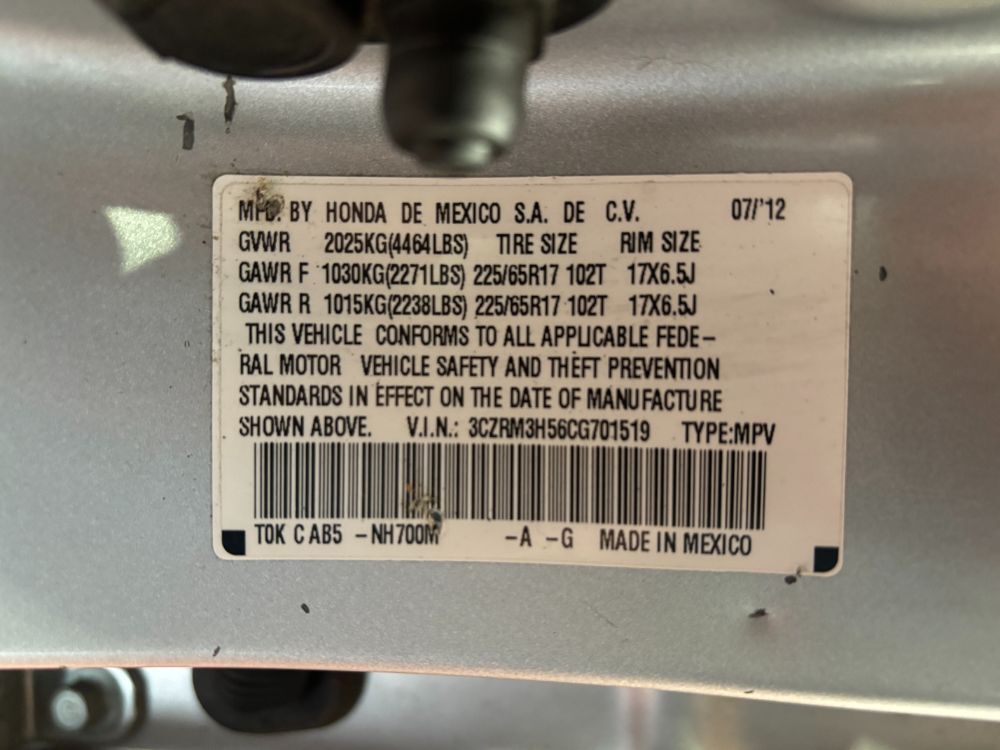 MFD. BY HONDA DE MEXICO S.A. DE C.V. 07/'12
GVWR 2025KG(4464LBS) TIRE SIZE RIM SIZE
GAWR F 1030KG(2271LBS) 225/65R17 102T 17X6.5J
GAWR R 1015KG(2238LBS) 225/65R17 102T 17X6.5J
THIS VEHICLE CONFORMS TO ALL APPLICABLE FEDE–
RAL MOTOR VEHICLE SAFETY AND THEFT PREVENTION
STANDARDS IN EFFECT ON THE DATE OF MANUFACTURE
SHOWN ABOVE. V.I.N.: 3CZRM3H56CG701519 TYPE:MPV
T0K C AB5 –NH700M –A –G MADE IN MEXICO